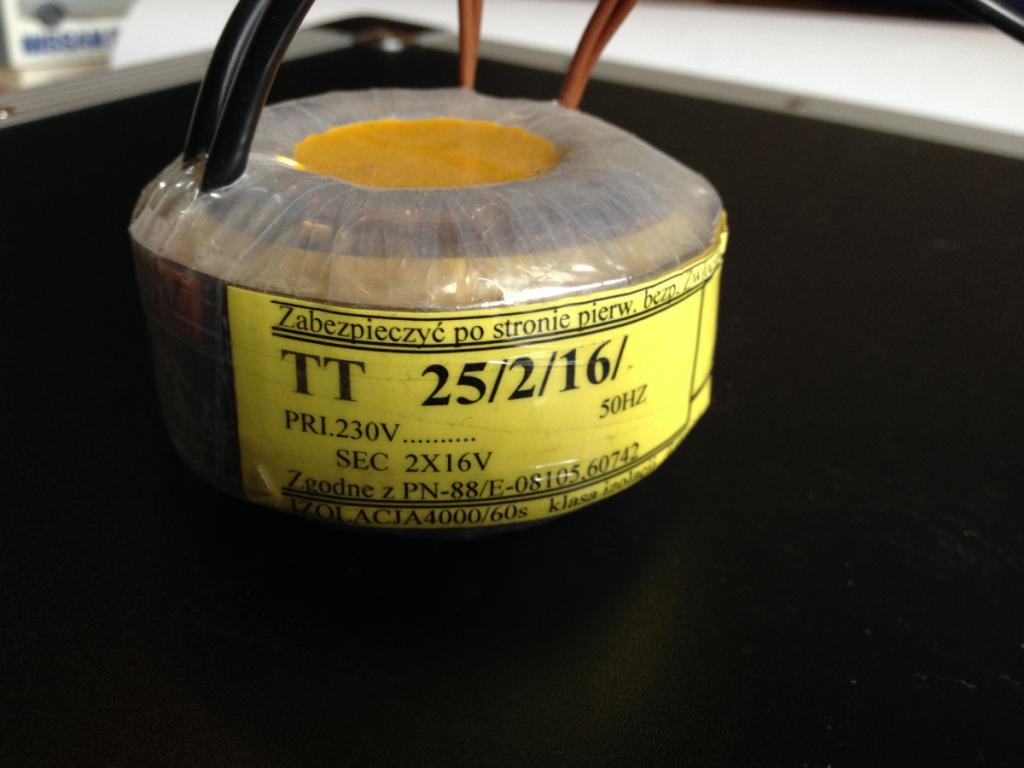 NISSAN
Zabezpieczyć po stronie pierw. bezp.
TT 25/2/16/
50HZ
PRI.230V..........
SEC 2X16V
Zgodne z PN-88/E-08105,60742
IZOLACJA4000/60s klasa